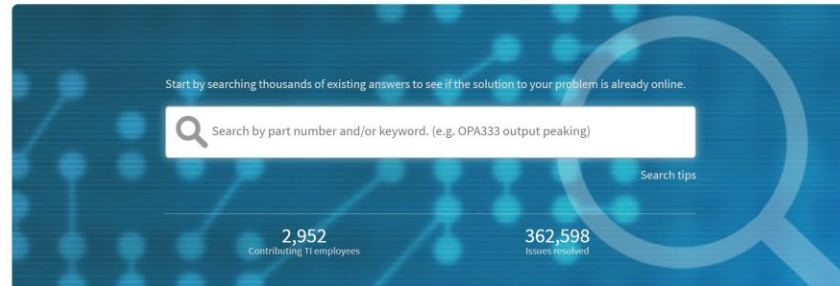 Start by searching thousands of existing answers to see if the solution to your problem is already online.
Search by part number and/or keyword. (e.g. OPA333 output peaking)
Search tips
2,952 362,598
Contributing TI employees Issues resolved